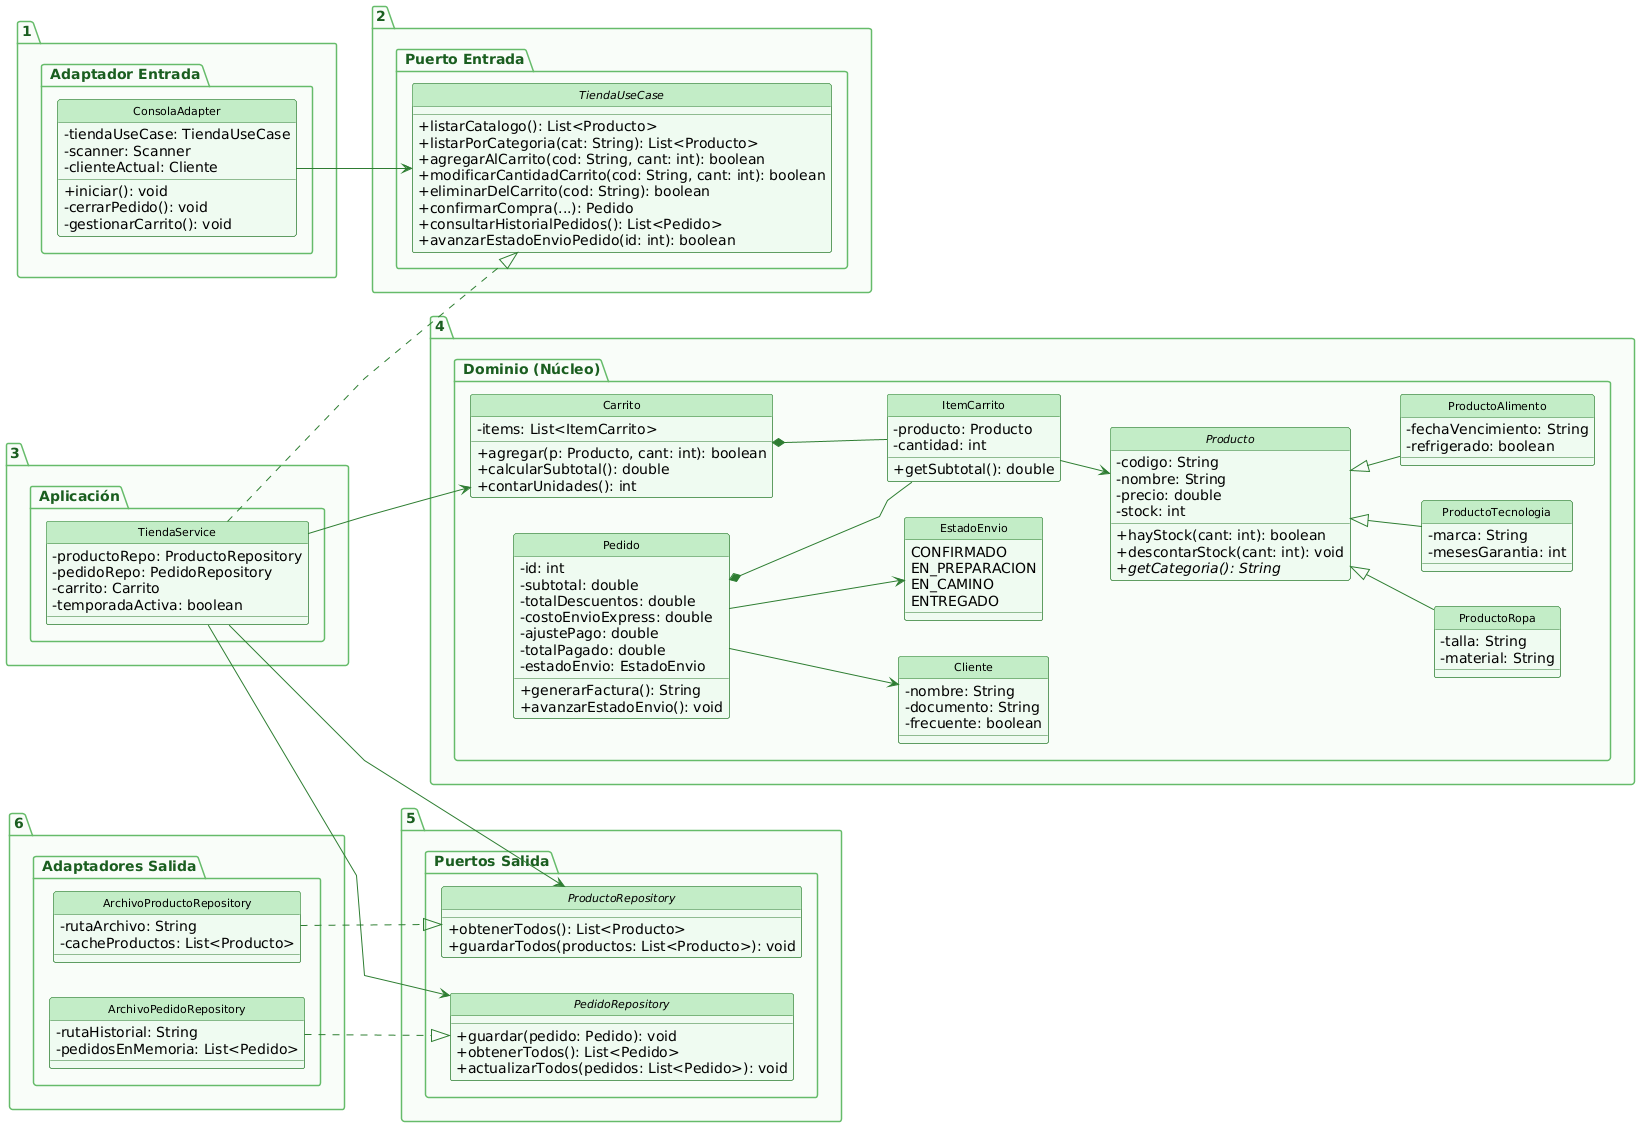 1
Adaptador Entrada
ConsolaAdapter
-tiendaUseCase: TiendaUseCase
-scanner: Scanner
-clienteActual: Cliente
+iniciar(): void
-cerrarPedido(): void
-gestionarCarrito(): void
2
Puerto Entrada
TiendaUseCase
+listarCatalogo(): List<Producto>
+listarPorCategoria(cat: String): List<Producto>
+agregarAlCarrito(cod: String, cant: int): boolean
+modificarCantidadCarrito(cod: String, cant: int): boolean
+eliminarDelCarrito(cod: String): boolean
+confirmarCompra(...): Pedido
+consultarHistorialPedidos(): List<Pedido>
+avanzarEstadoEnvioPedido(id: int): boolean
3
Aplicación
TiendaService
-productoRepo: ProductoRepository
-pedidoRepo: PedidoRepository
-carrito: Carrito
-temporadaActiva: boolean
4
Dominio (Núcleo)
Carrito
-items: List<ItemCarrito>
+agregar(p: Producto, cant: int): boolean
+calcularSubtotal(): double
+contarUnidades(): int
ItemCarrito
-producto: Producto
-cantidad: int
+getSubtotal(): double
Producto
-codigo: String
-nombre: String
-precio: double
-stock: int
+hayStock(cant: int): boolean
+descontarStock(cant: int): void
+getCategoria(): String
ProductoAlimento
-fechaVencimiento: String
-refrigerado: boolean
ProductoTecnologia
-marca: String
-mesesGarantia: int
ProductoRopa
-talla: String
-material: String
Pedido
-id: int
-subtotal: double
-totalDescuentos: double
-costoEnvioExpress: double
-ajustePago: double
-totalPagado: double
-estadoEnvio: EstadoEnvio
+generarFactura(): String
+avanzarEstadoEnvio(): void
EstadoEnvio
CONFIRMADO
EN_PREPARACION
EN_CAMINO
ENTREGADO
Cliente
-nombre: String
-documento: String
-frecuente: boolean
6
Adaptadores Salida
ArchivoProductoRepository
-rutaArchivo: String
-cacheProductos: List<Producto>
ArchivoPedidoRepository
-rutaHistorial: String
-pedidosEnMemoria: List<Pedido>
5
Puertos Salida
ProductoRepository
+obtenerTodos(): List<Producto>
+guardarTodos(productos: List<Producto>): void
PedidoRepository
+guardar(pedido: Pedido): void
+obtenerTodos(): List<Pedido>
+actualizarTodos(pedidos: List<Pedido>): void